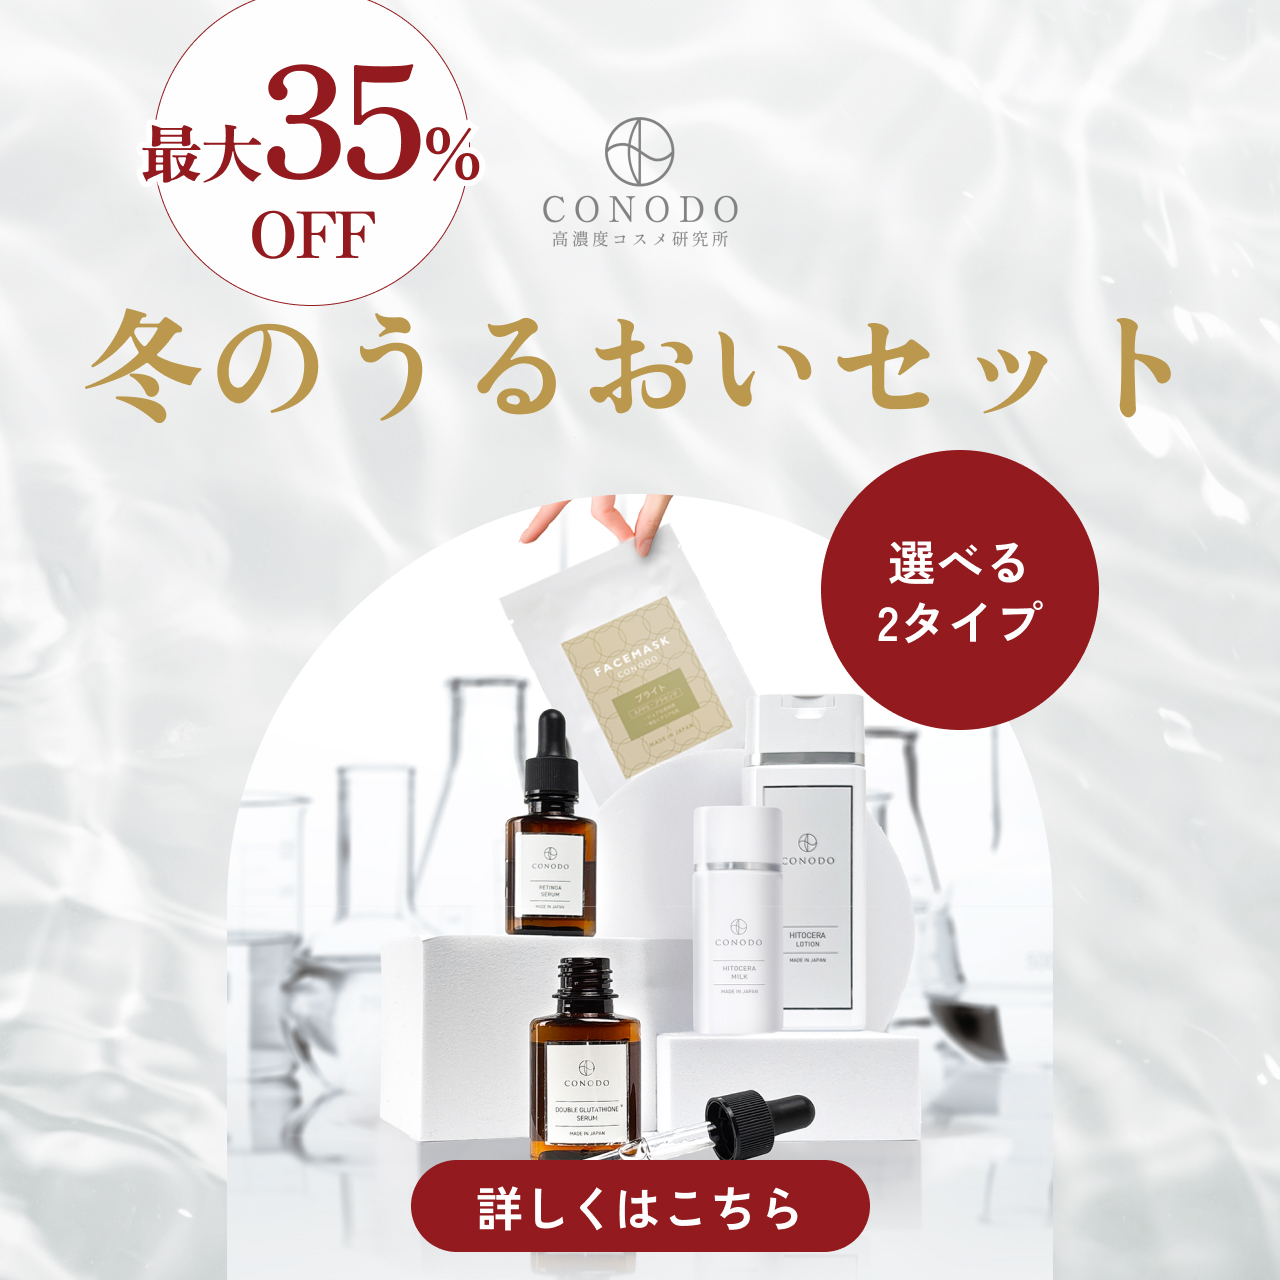 最大35%
OFF
CONODO
高濃度コスメ研究所
冬のうるおいセット
選べる
2タイプ
FACEMASK
CONODO
ブライト
MADE IN JAPAN
CONODO
RETINOA
SERUM
MADE IN JAPAN
CONODO
HITOCERA
LOTION
MADE IN JAPAN
CONODO
HITOCERA
MILK
MADE IN JAPAN
CONODO
DOUBLE GLUTATHIONE+
SERUM
MADE IN JAPAN
詳しくはこちら